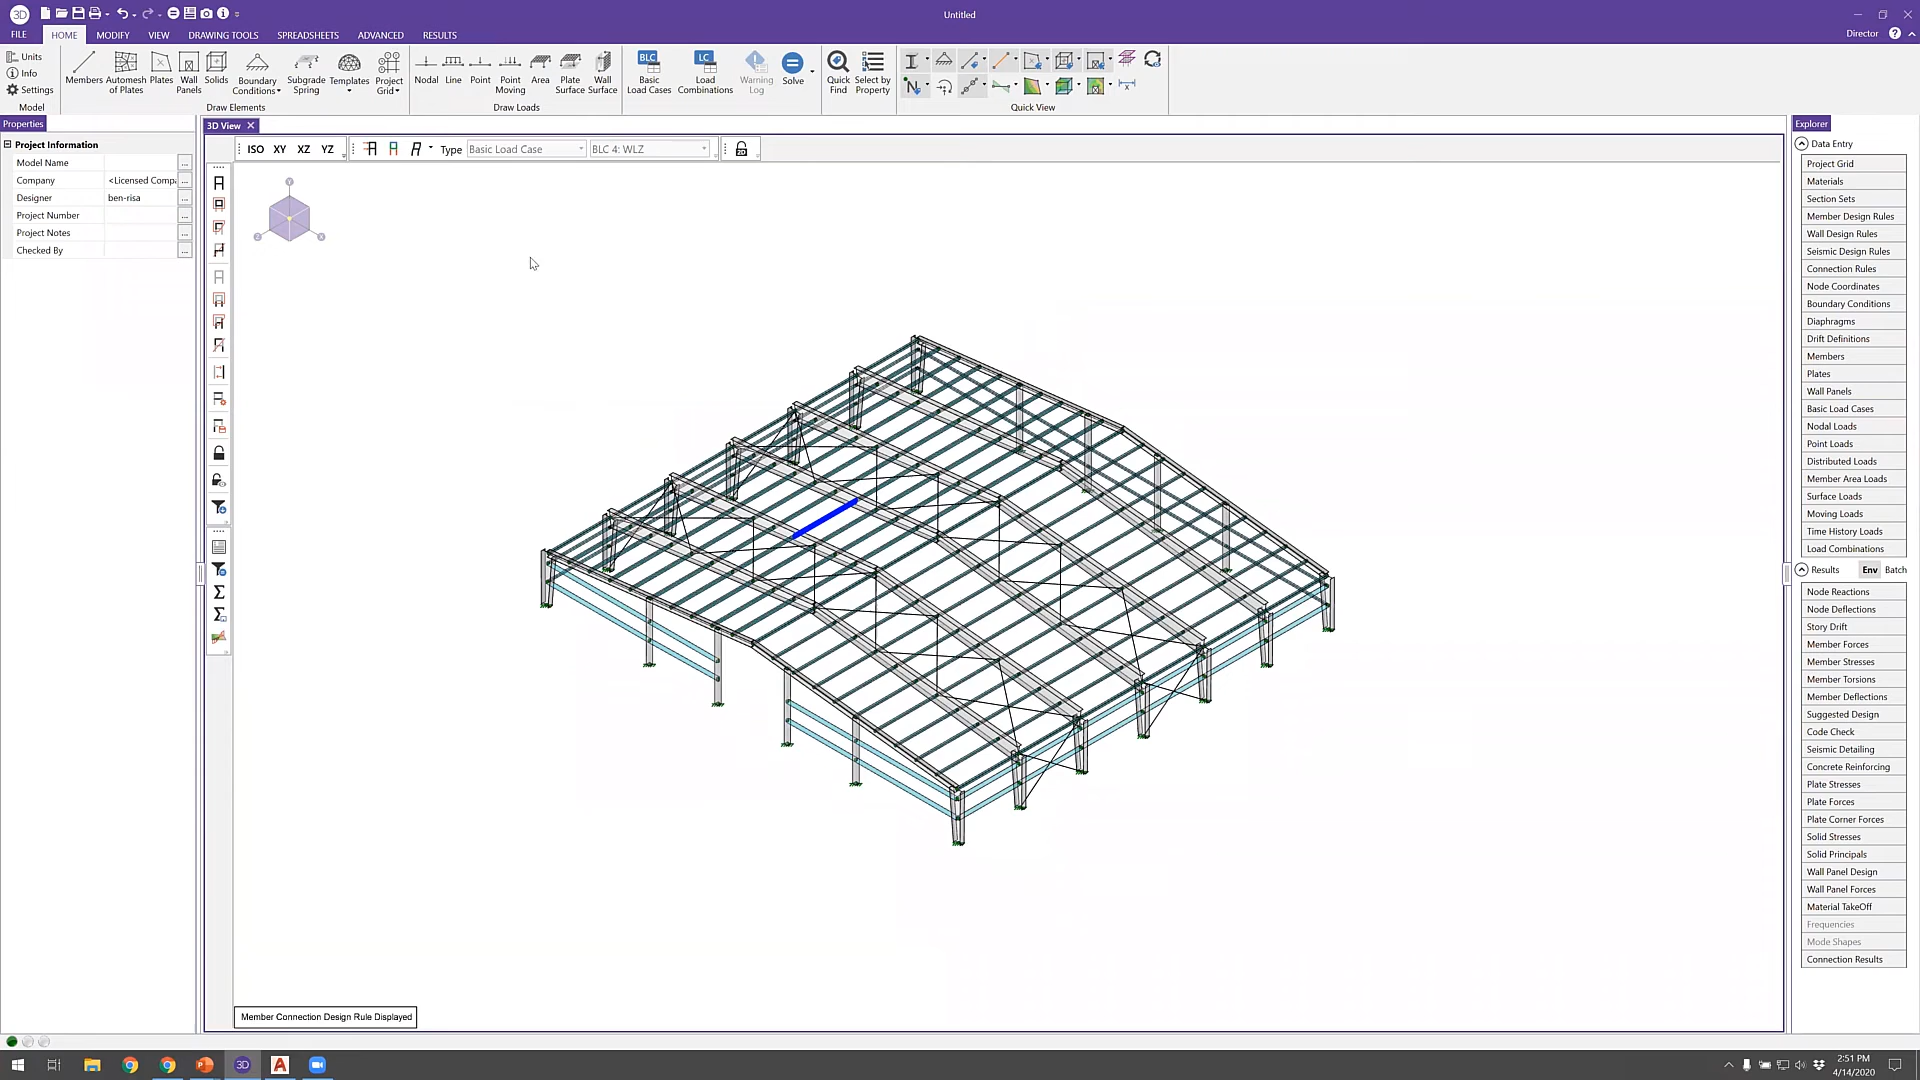 3D
Untitled
FILE HOME MODIFY VIEW DRAWING TOOLS SPREADSHEETS ADVANCED RESULTS
Director
Units
Info
Settings
Model
Members
Automesh of Plates
Plates
Wall Panels
Solids
Boundary Conditions
Subgrade Spring
Templates
Project Grid
Draw Elements
Nodal
Line
Point
Point Moving
Area
Plate Surface
Wall Surface
Draw Loads
BLC
Basic Load Cases
LC
Load Combinations
Warning Log
Solve
Quick Find
Select by Property
Quick View
Properties
Project Information
Model Name
Company <Licensed Comp
Designer ben-risa
Project Number
Project Notes
Checked By
3D View
ISO XY XZ YZ
Type Basic Load Case BLC 4: WLZ
2D
Y
Z X
Member Connection Design Rule Displayed
Explorer
Data Entry
Project Grid
Materials
Section Sets
Member Design Rules
Wall Design Rules
Seismic Design Rules
Connection Rules
Node Coordinates
Boundary Conditions
Diaphragms
Drift Definitions
Members
Plates
Wall Panels
Basic Load Cases
Nodal Loads
Point Loads
Distributed Loads
Member Area Loads
Surface Loads
Moving Loads
Time History Loads
Load Combinations
Results Env Batch
Node Reactions
Node Deflections
Story Drift
Member Forces
Member Stresses
Member Torsions
Member Deflections
Suggested Design
Code Check
Seismic Detailing
Concrete Reinforcing
Plate Stresses
Plate Forces
Plate Corner Forces
Solid Stresses
Solid Principals
Wall Panel Design
Wall Panel Forces
Material TakeOff
Frequencies
Mode Shapes
Connection Results
3D
2:51 PM
4/14/2020